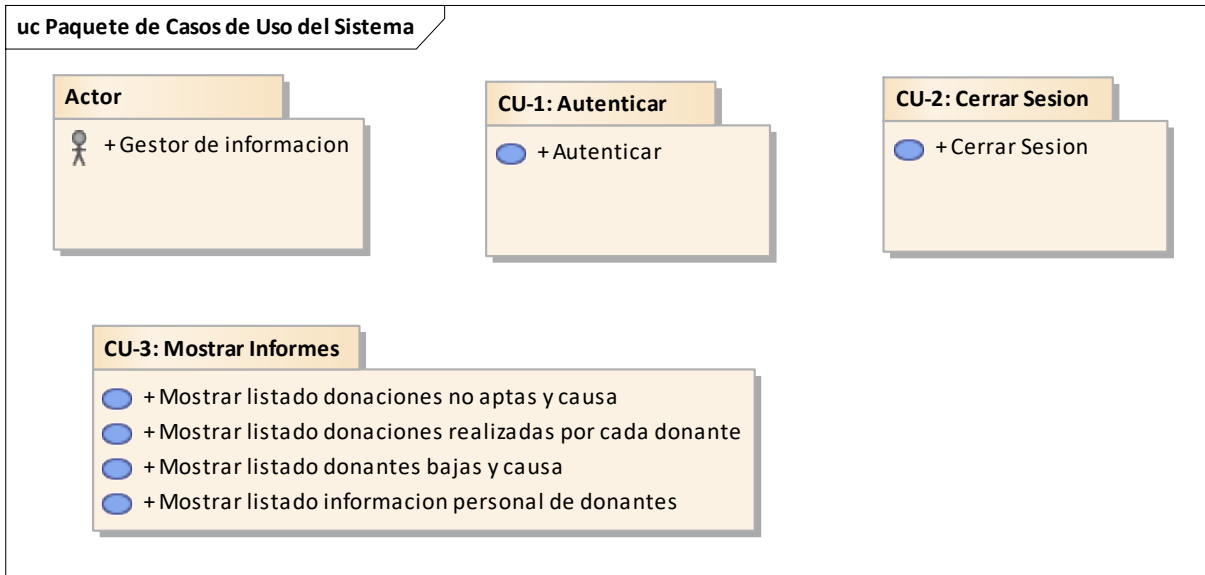 uc Paquete de Casos de Uso del Sistema
Actor
+ Gestor de informacion
CU-1: Autenticar
+ Autenticar
CU-2: Cerrar Sesion
+ Cerrar Sesion
CU-3: Mostrar Informes
+ Mostrar listado donaciones no aptas y causa
+ Mostrar listado donaciones realizadas por cada donante
+ Mostrar listado donantes bajas y causa
+ Mostrar listado informacion personal de donantes